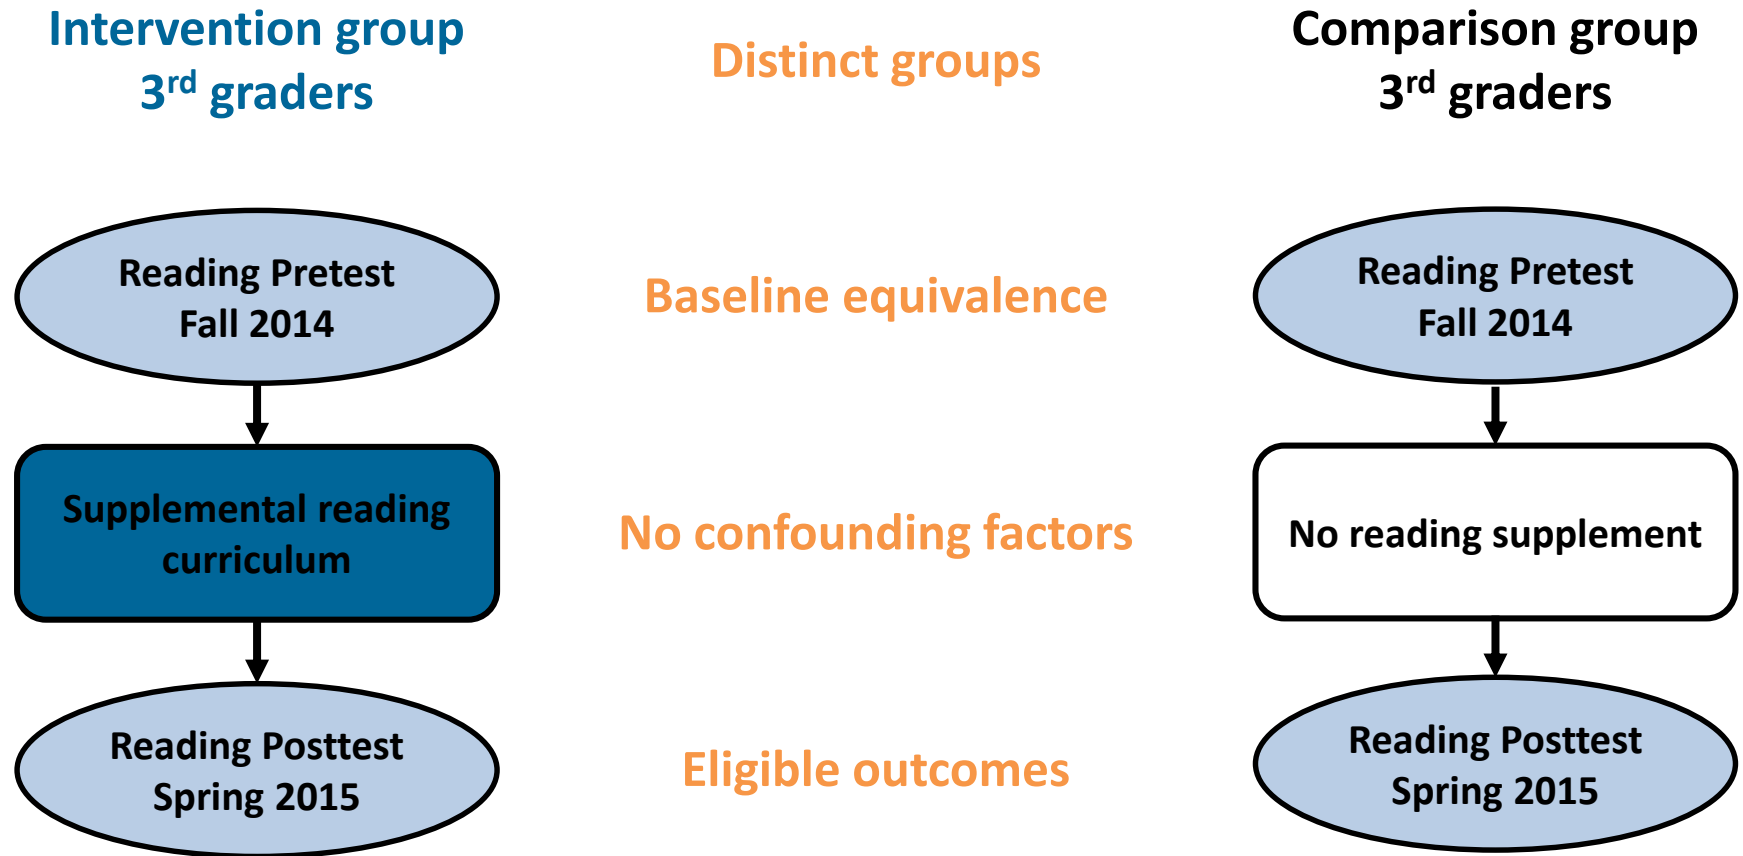 Intervention group
3rd graders
Distinct groups
Comparison group
3rd graders
Reading Pretest
Fall 2014
Baseline equivalence
Reading Pretest
Fall 2014
Supplemental reading
curriculum
No confounding factors
No reading supplement
Reading Posttest
Spring 2015
Eligible outcomes
Reading Posttest
Spring 2015